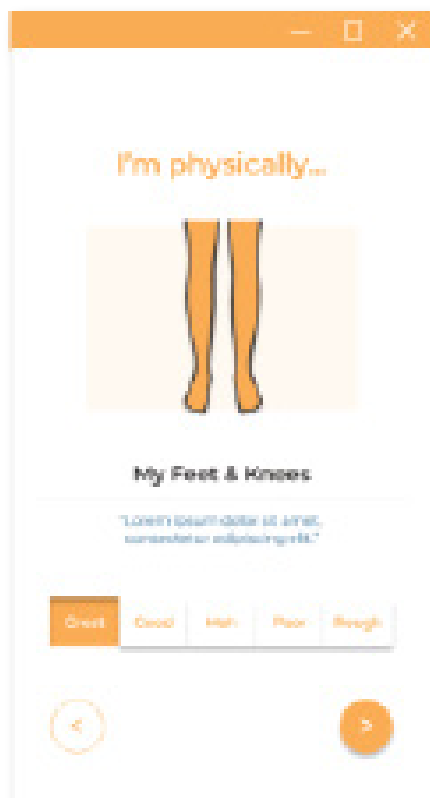 I'm physically...
My Feet & Knees
"Lorem ipsum dolor sit amet,
consectetur adipiscing elit."
Great Good Meh Poor Rough
< >